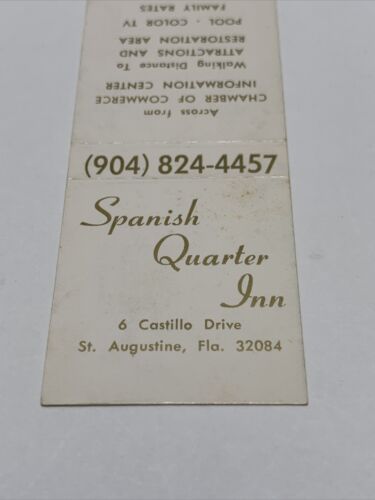 Across from
CHAMBER OF COMMERCE
INFORMATION CENTER
Walking Distance To
ATTRACTIONS AND
RESTORATION AREA
POOL - COLOR TV
FAMILY RATES
(904) 824-4457
Spanish
Quarter
Inn
6 Castillo Drive
St. Augustine, Fla. 32084